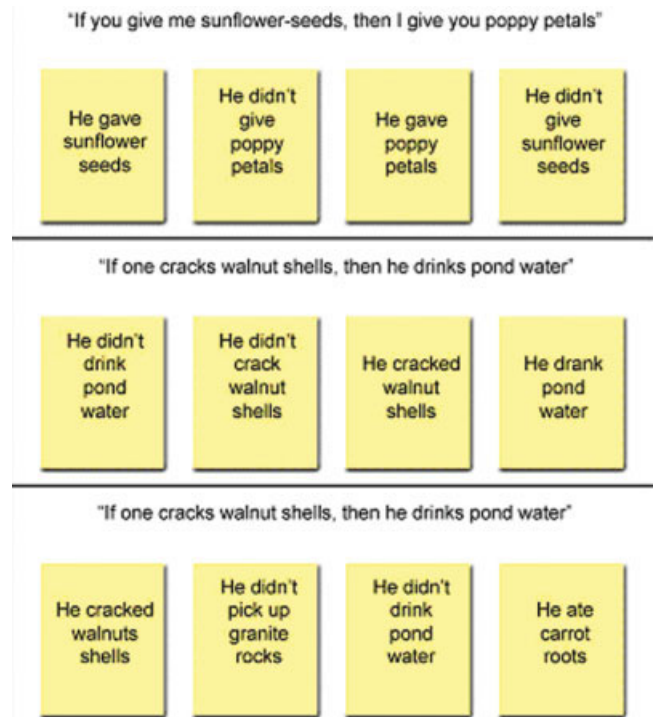 "If you give me sunflower-seeds, then I give you poppy petals"
He gave
sunflower
seeds
He didn't
give
poppy
petals
He gave
poppy
petals
He didn't
give
sunflower
seeds
"If one cracks walnut shells, then he drinks pond water"
He didn't
drink
pond
water
He didn't
crack
walnut
shells
He cracked
walnut
shells
He drank
pond
water
"If one cracks walnut shells, then he drinks pond water"
He cracked
walnuts
shells
He didn't
pick up
granite
rocks
He didn't
drink
pond
water
He ate
carrot
roots